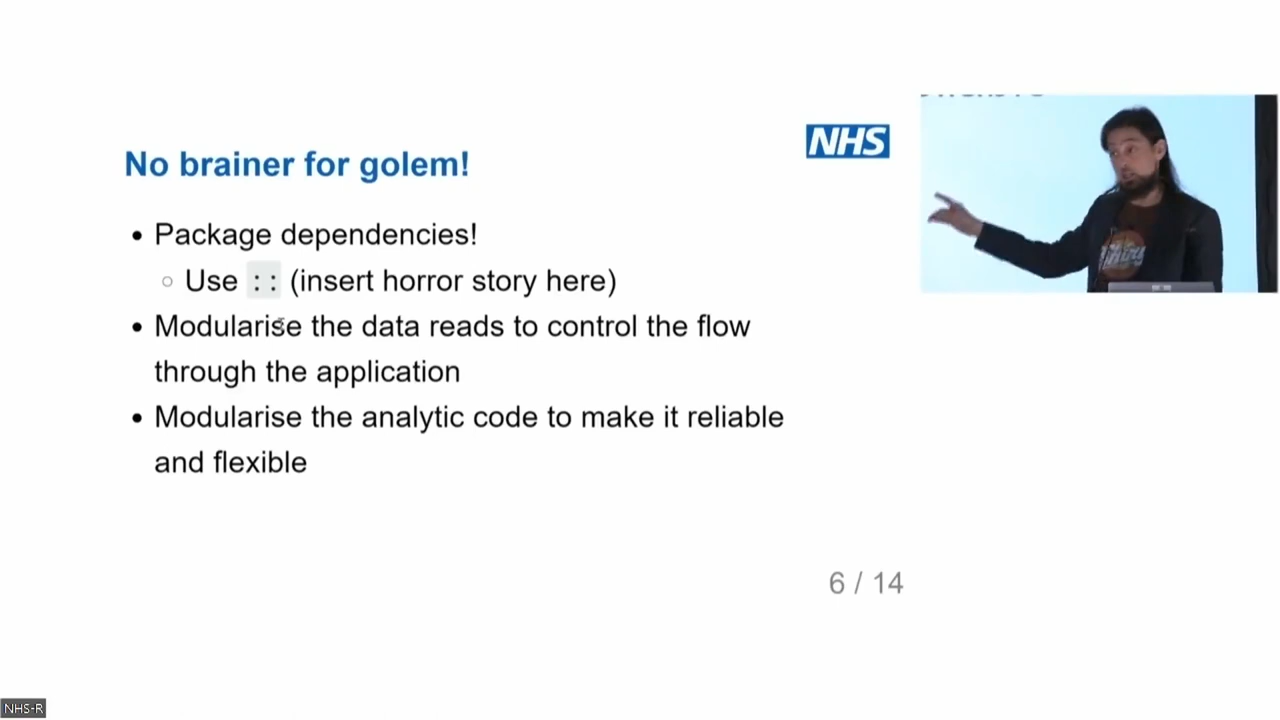 No brainer for golem!
NHS
• Package dependencies!
○ Use :: (insert horror story here)
• Modularise the data reads to control the flow
through the application
• Modularise the analytic code to make it reliable
and flexible
6 / 14
NHS-R